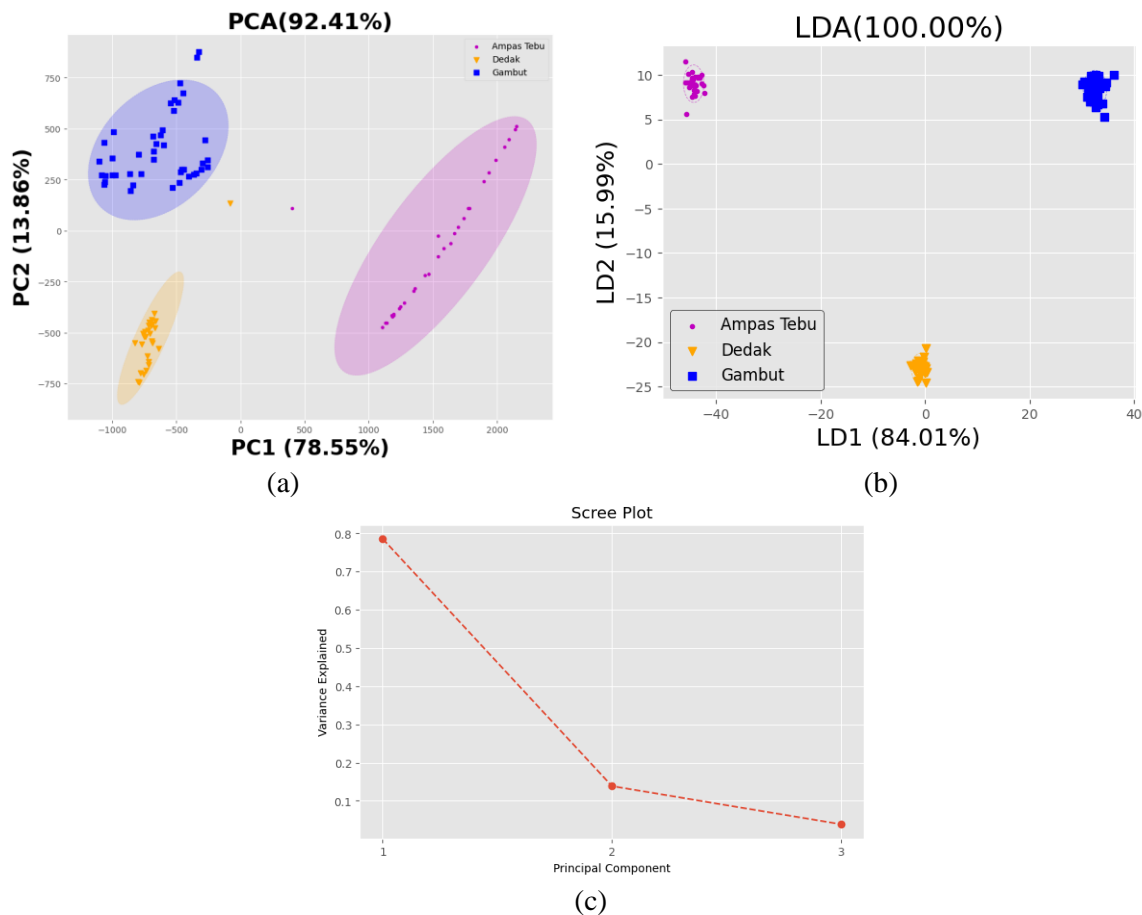 PCA(92.41%)
Ampas Tebu
Dedak
Gambut
750
500
250
0
−250
−500
−750
PC2 (13.86%)
−1000
−500
0
500
1000
1500
2000
PC1 (78.55%)
(a)
LDA(100.00%)
10
5
0
−5
−10
−15
−20
−25
LD2 (15.99%)
Ampas Tebu
Dedak
Gambut
−40
−20
0
20
40
LD1 (84.01%)
(b)
Scree Plot
0.8
0.7
0.6
0.5
0.4
0.3
0.2
0.1
Variance Explained
1
2
3
Principal Component
(c)